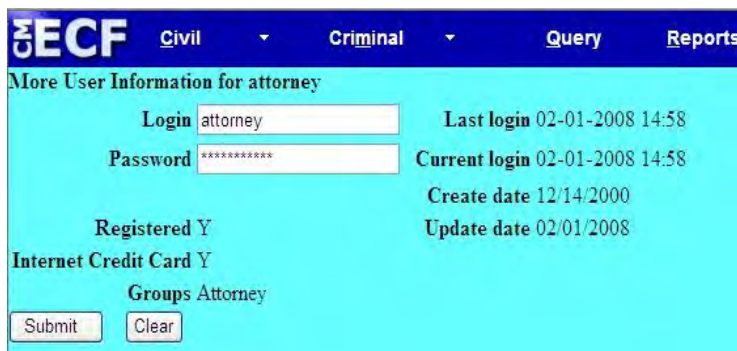 CM ECF Civil Criminal Query Reports
More User Information for attorney
Login attorney Last login 02-01-2008 14:58
Password *********** Current login 02-01-2008 14:58
Create date 12/14/2000
Registered Y Update date 02/01/2008
Internet Credit Card Y
Groups Attorney
Submit Clear